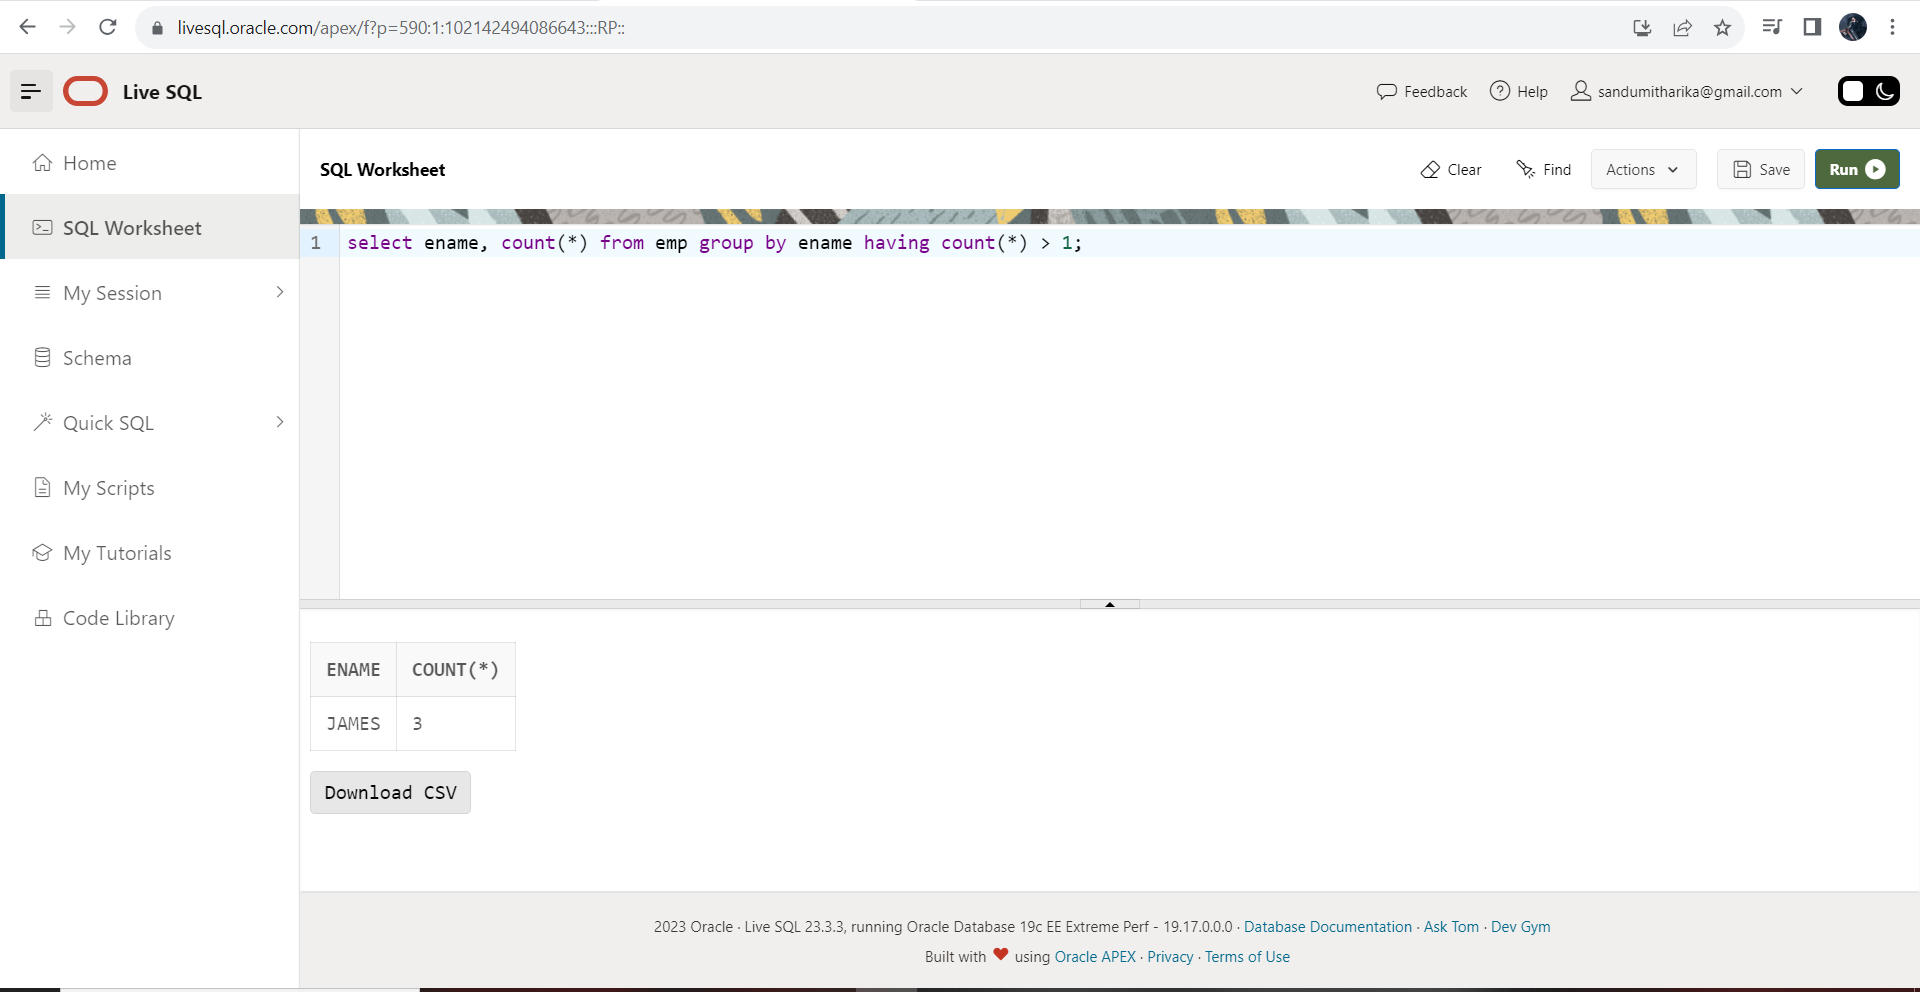 livesql.oracle.com/apex/f?p=590:1:102142494086643:::RP::
Live SQL
Feedback
Help
sandumitharika@gmail.com
Home
SQL Worksheet
My Session
Schema
Quick SQL
My Scripts
My Tutorials
Code Library
SQL Worksheet
Clear
Find
Actions
Save
Run
1 select ename, count(*) from emp group by ename having count(*) > 1;
ENAME COUNT(*)
JAMES 3
Download CSV
2023 Oracle · Live SQL 23.3.3, running Oracle Database 19c EE Extreme Perf - 19.17.0.0.0 · Database Documentation · Ask Tom · Dev Gym
Built with ❤ using Oracle APEX · Privacy · Terms of Use